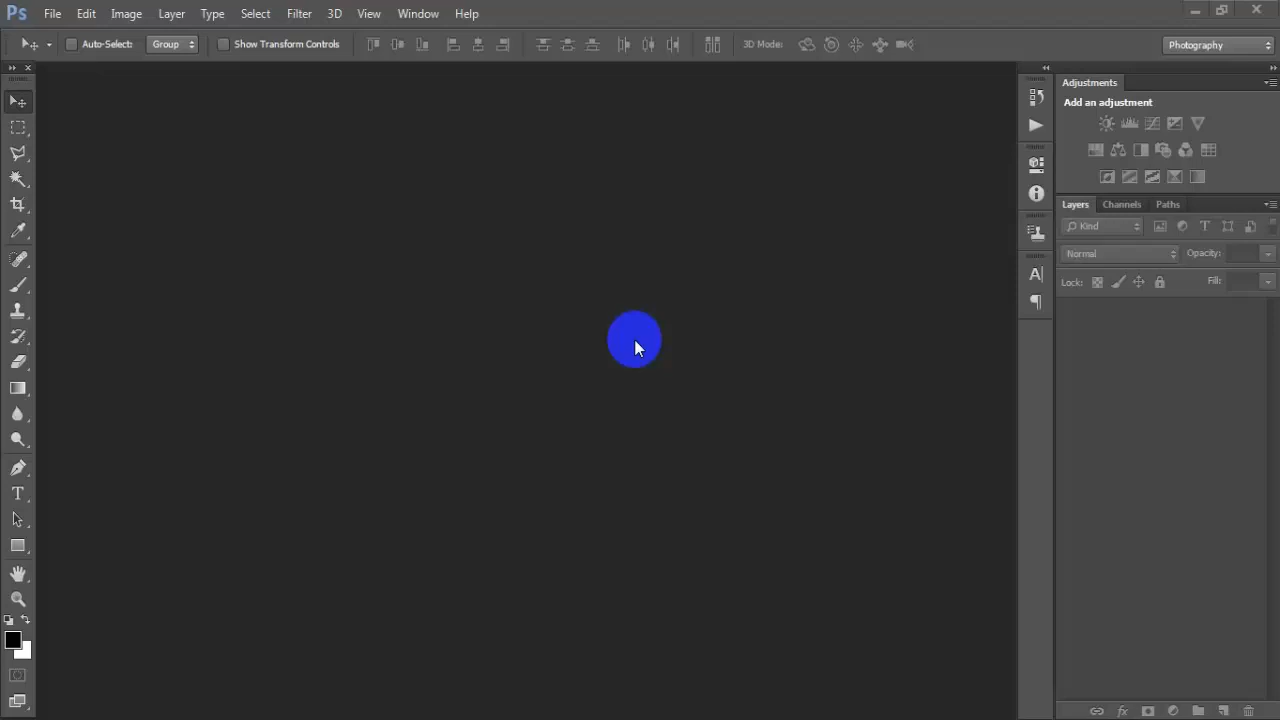 Ps File Edit Image Layer Type Select Filter 3D View Window Help
Auto-Select: Group Show Transform Controls 3D Mode: Photography
Adjustments
Add an adjustment
Layers Channels Paths
Kind
Normal Opacity:
Lock: Fill: